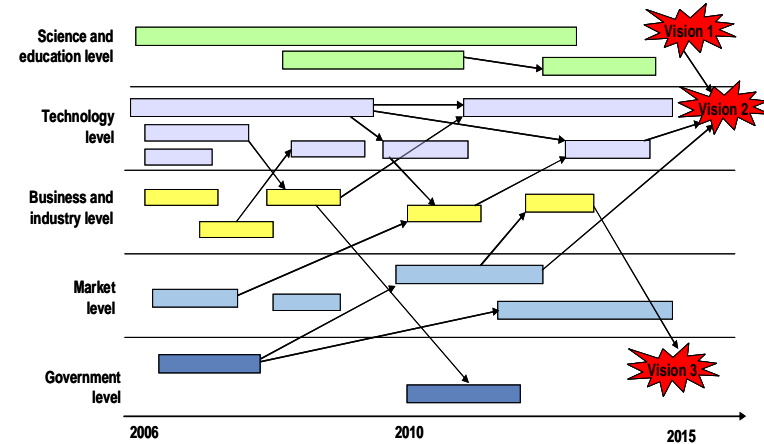 Science and
education level
Vision 1
Vision 2
Technology
level
Business and
industry level
Market
level
Vision 3
Government
level
2006
2010
2015